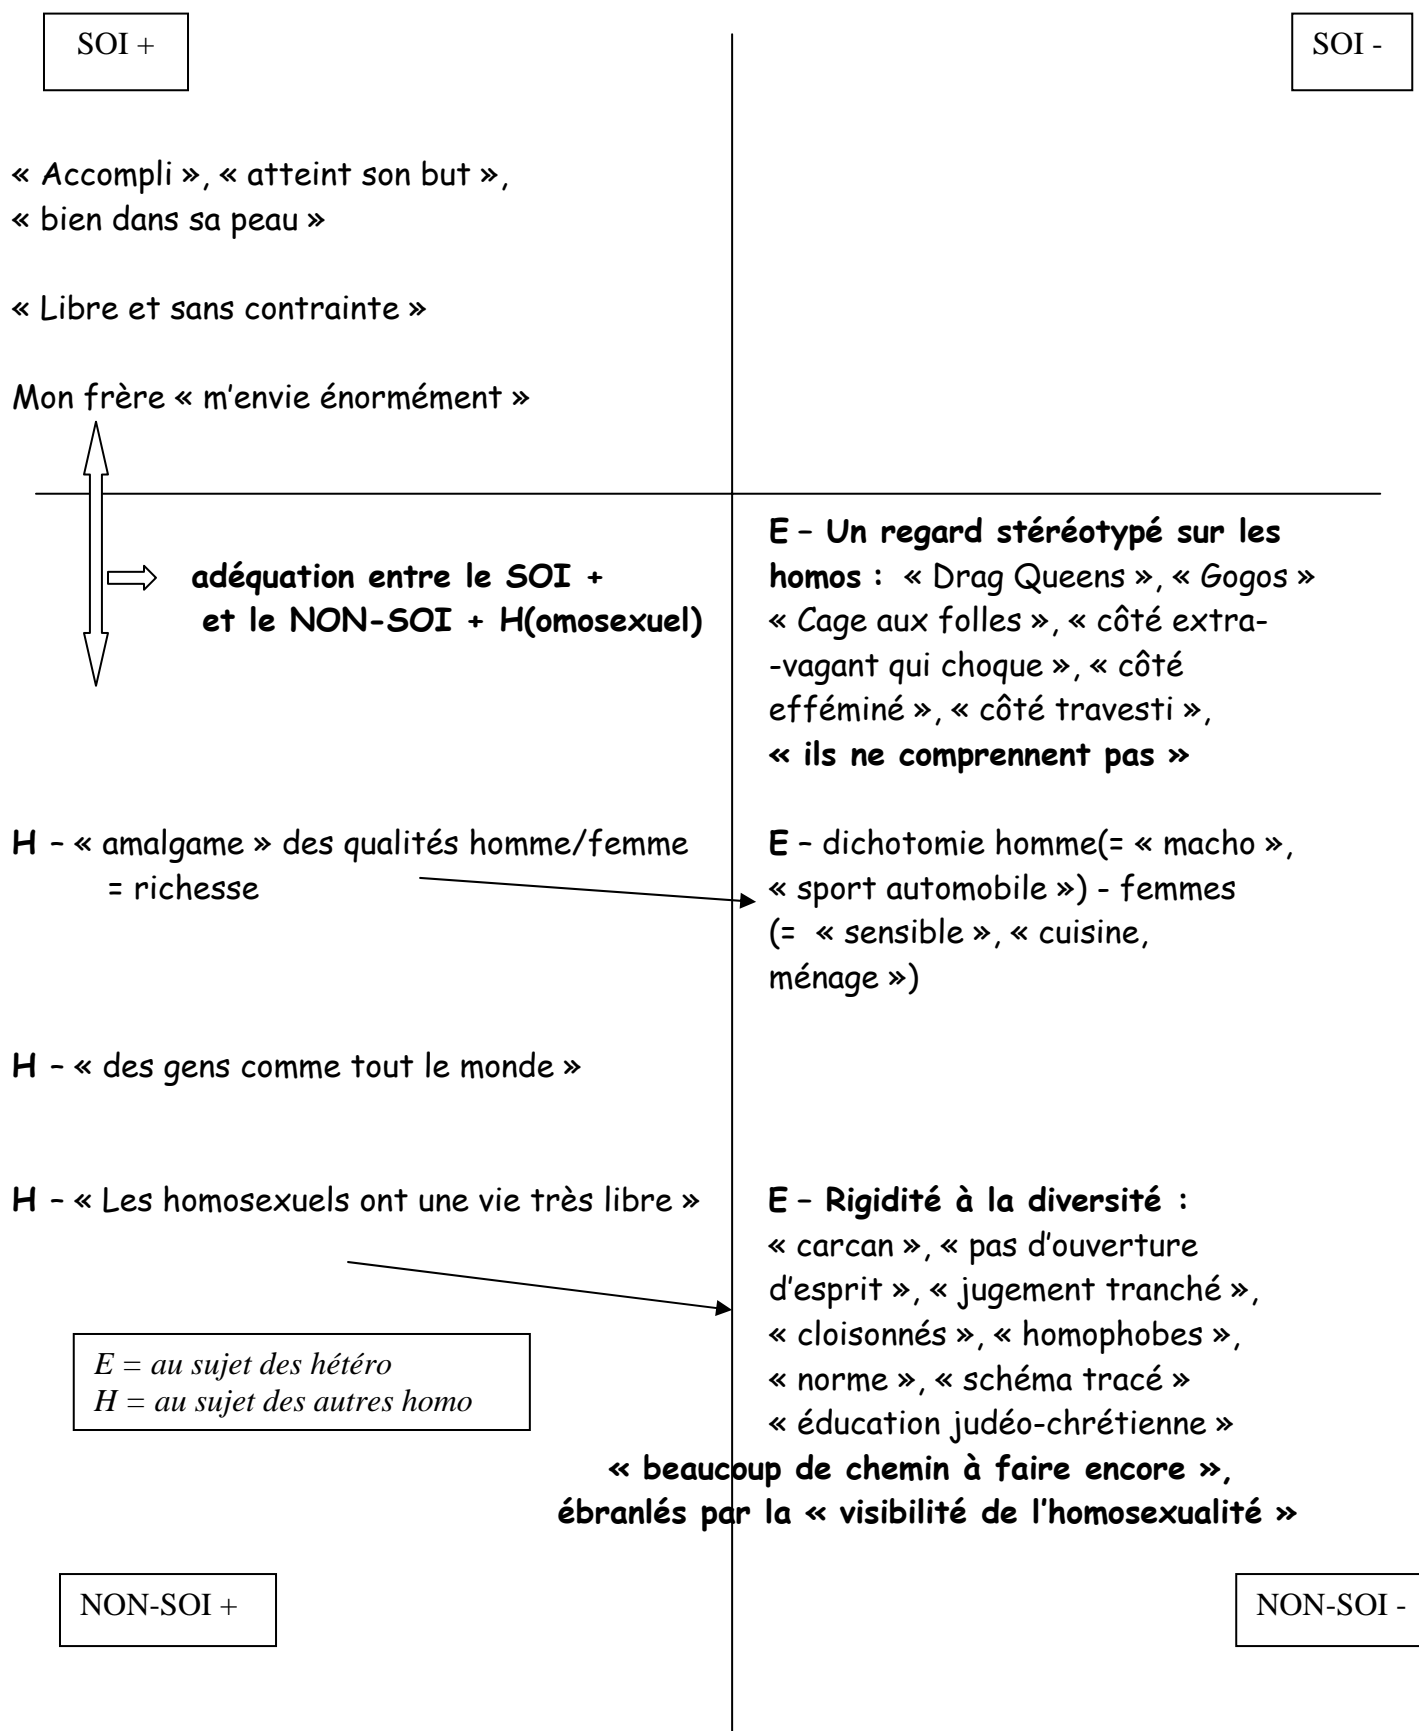 SOI +
SOI -
« Accompli », « atteint son but »,
« bien dans sa peau »
« Libre et sans contrainte »
Mon frère « m'envie énormément »
adéquation entre le SOI +
et le NON-SOI + H(omosexuel)
E – Un regard stéréotypé sur les
homos : « Drag Queens », « Gogos »
« Cage aux folles », « côté extra-
-vagant qui choque », « côté
efféminé », « côté travesti »,
« ils ne comprennent pas »
H – « amalgame » des qualités homme/femme
= richesse
E – dichotomie homme(= « macho »,
« sport automobile ») - femmes
(= « sensible », « cuisine,
ménage »)
H – « des gens comme tout le monde »
H – « Les homosexuels ont une vie très libre »
E – Rigidité à la diversité :
« carcan », « pas d'ouverture
d'esprit », « jugement tranché »,
« cloisonnés », « homophobes »,
« norme », « schéma tracé »
« éducation judéo-chrétienne »
« beaucoup de chemin à faire encore »,
ébranlés par la « visibilité de l'homosexualité »
E = au sujet des hétéro
H = au sujet des autres homo
NON-SOI +
NON-SOI -